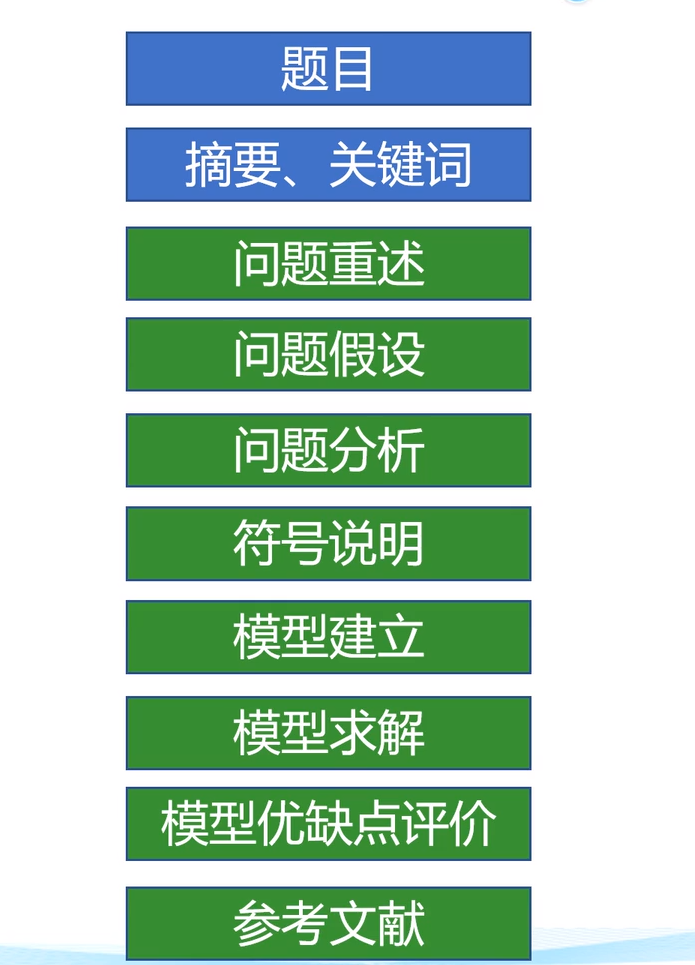 题目
摘要、关键词
问题重述
问题假设
问题分析
符号说明
模型建立
模型求解
模型优缺点评价
参考文献